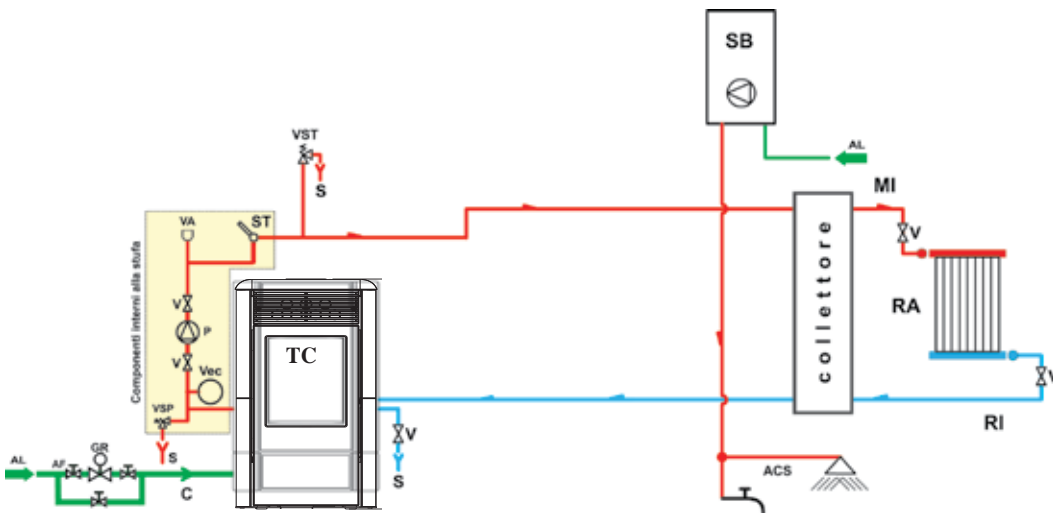 SB
AL
VST
S
MI
V
VA
ST
Componenti interni alla stufa
V
P
V
Vec
VSP
S
TC
collettore
RA
V
RI
V
S
GR
AL
AF
C
ACS